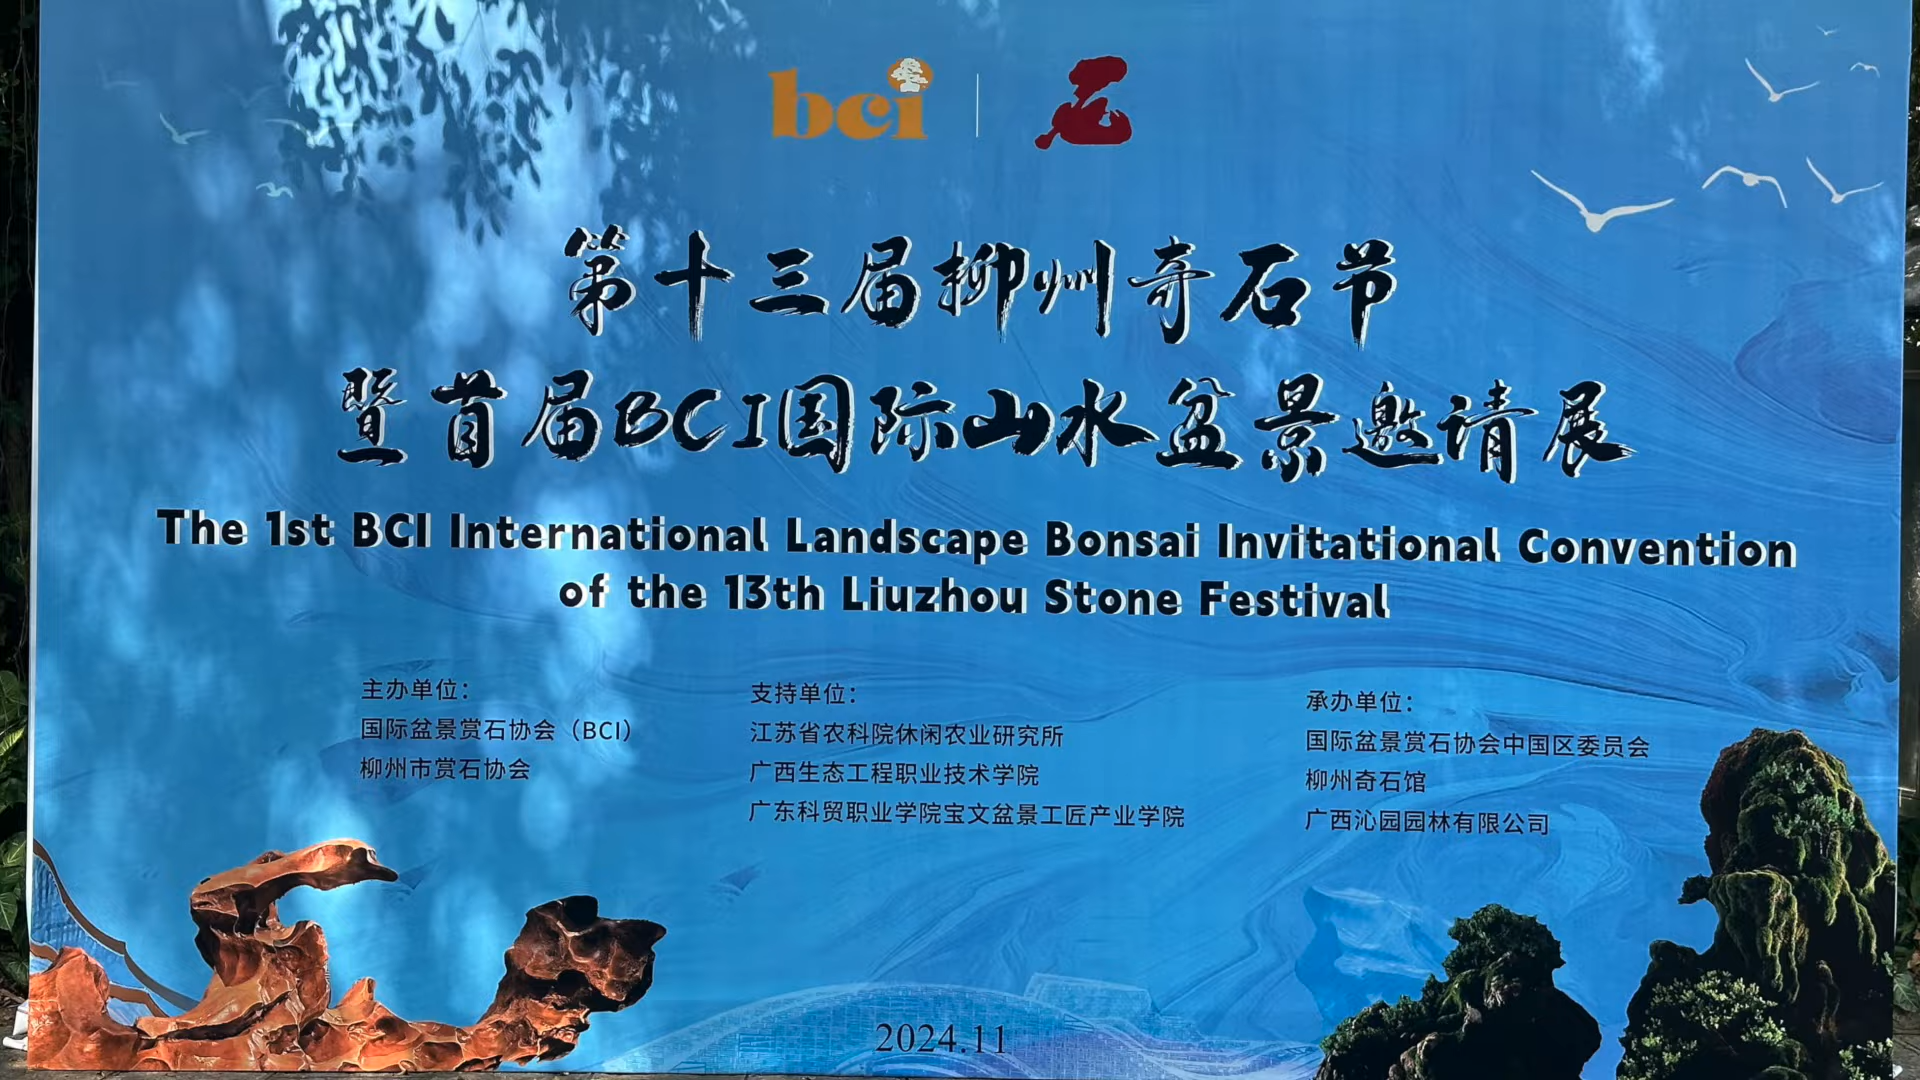 bci
石
第十三届柳州奇石节
暨首届BCI国际山水盆景邀请展
The 1st BCI International Landscape Bonsai Invitational Convention
of the 13th Liuzhou Stone Festival
主办单位：
国际盆景赏石协会（BCI）
柳州市赏石协会
支持单位：
江苏省农科院休闲农业研究所
广西生态工程职业技术学院
广东科贸职业学院宝文盆景工匠产业学院
承办单位：
国际盆景赏石协会中国区委员会
柳州奇石馆
广西沁园园林有限公司
2024.11